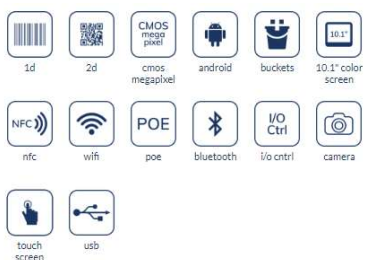 CMOS
mega
pixel
10.1"
1d
2d
cmos
megapixel
android
buckets
10.1" color
screen
NFC
POE
I/O
Ctrl
nfc
wifi
poe
bluetooth
i/o cntrl
camera
touch
screen
usb